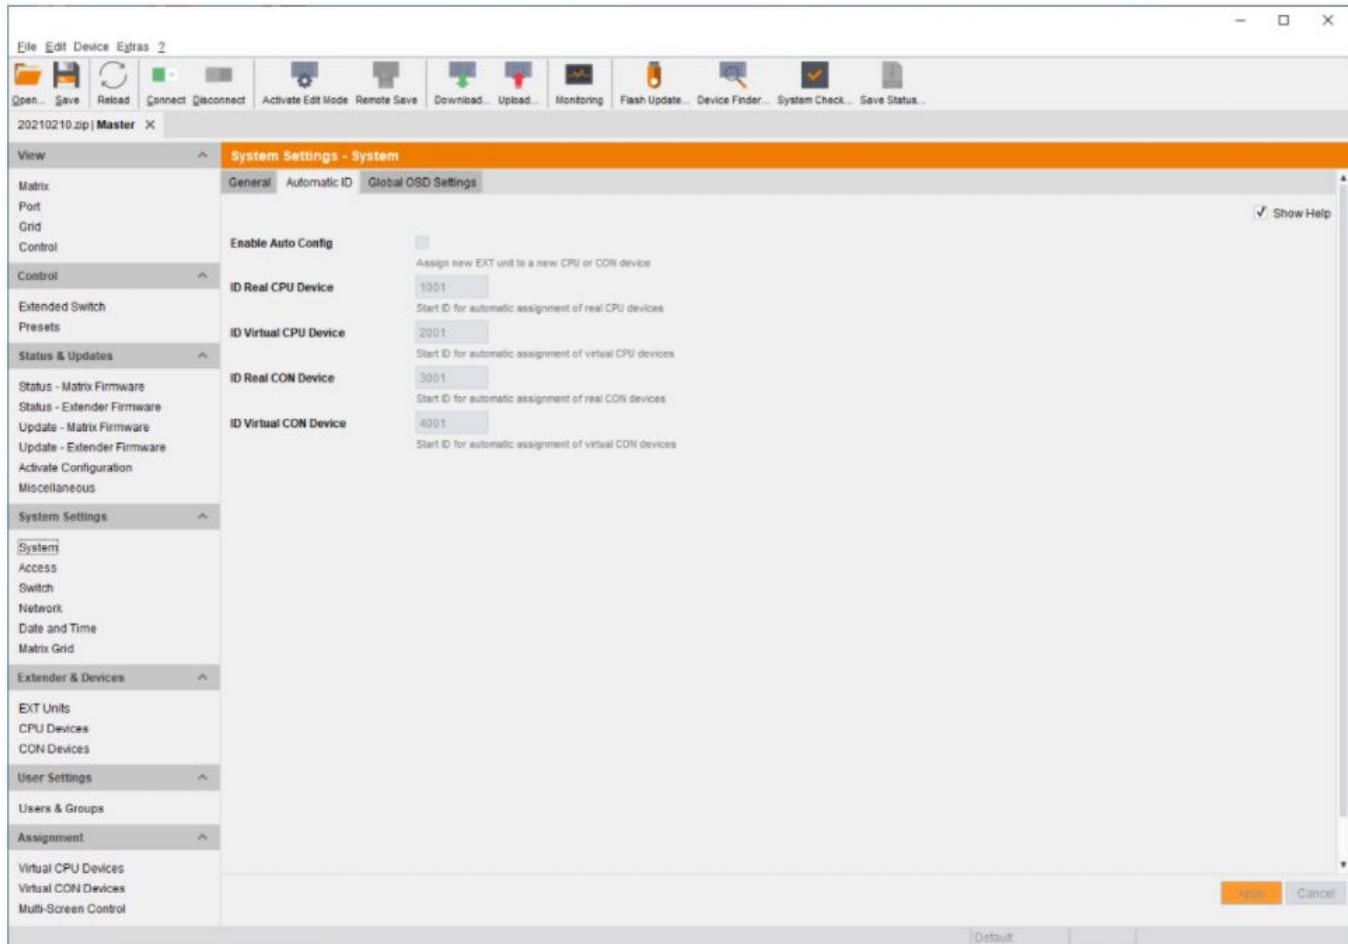 File Edit Device Extras ?
Open... Save Reload Connect Disconnect Activate Edit Mode Remote Save Download... Upload... Monitoring Flash Update... Device Finder... System Check... Save Status...
20210210.zip | Master
View
Matrix
Port
Grid
Control
Control
Extended Switch
Presets
Status & Updates
Status - Matrix Firmware
Status - Extender Firmware
Update - Matrix Firmware
Update - Extender Firmware
Activate Configuration
Miscellaneous
System Settings
System
Access
Switch
Network
Date and Time
Matrix Grid
Extender & Devices
EXT Units
CPU Devices
CON Devices
User Settings
Users & Groups
Assignment
Virtual CPU Devices
Virtual CON Devices
Multi-Screen Control
System Settings - System
General Automatic ID Global OSD Settings
Show Help
Enable Auto Config
Assign new EXT unit to a new CPU or CON device
ID Real CPU Device 1001
Start ID for automatic assignment of real CPU devices
ID Virtual CPU Device 2001
Start ID for automatic assignment of virtual CPU devices
ID Real CON Device 3001
Start ID for automatic assignment of real CON devices
ID Virtual CON Device 4001
Start ID for automatic assignment of virtual CON devices
Apply Cancel
Default